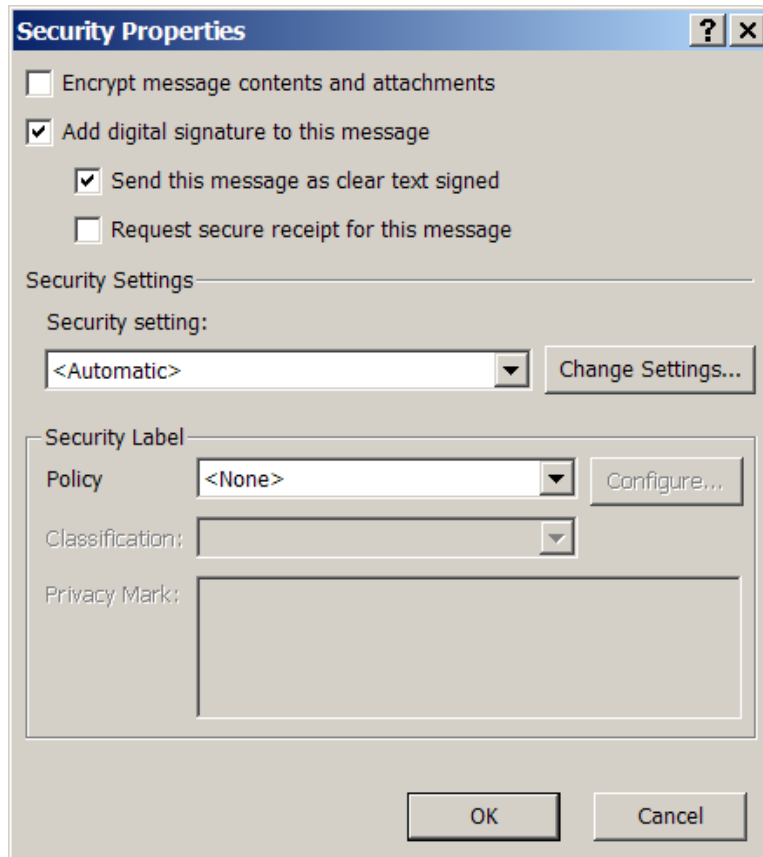 Security Properties
Encrypt message contents and attachments
Add digital signature to this message
Send this message as clear text signed
Request secure receipt for this message
Security Settings
Security setting:
<Automatic> Change Settings...
Security Label
Policy <None> Configure...
Classification:
Privacy Mark:
OK Cancel